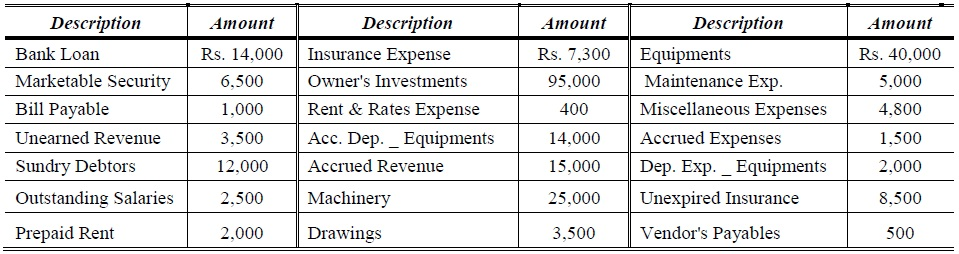 Description Amount Description Amount Description Amount
Bank Loan Rs. 14,000 Insurance Expense Rs. 7,300 Equipments Rs. 40,000
Marketable Security 6,500 Owner's Investments 95,000 Maintenance Exp. 5,000
Bill Payable 1,000 Rent & Rates Expense 400 Miscellaneous Expenses 4,800
Unearned Revenue 3,500 Acc. Dep. _ Equipments 14,000 Accrued Expenses 1,500
Sundry Debtors 12,000 Accrued Revenue 15,000 Dep. Exp. _ Equipments 2,000
Outstanding Salaries 2,500 Machinery 25,000 Unexpired Insurance 8,500
Prepaid Rent 2,000 Drawings 3,500 Vendor's Payables 500